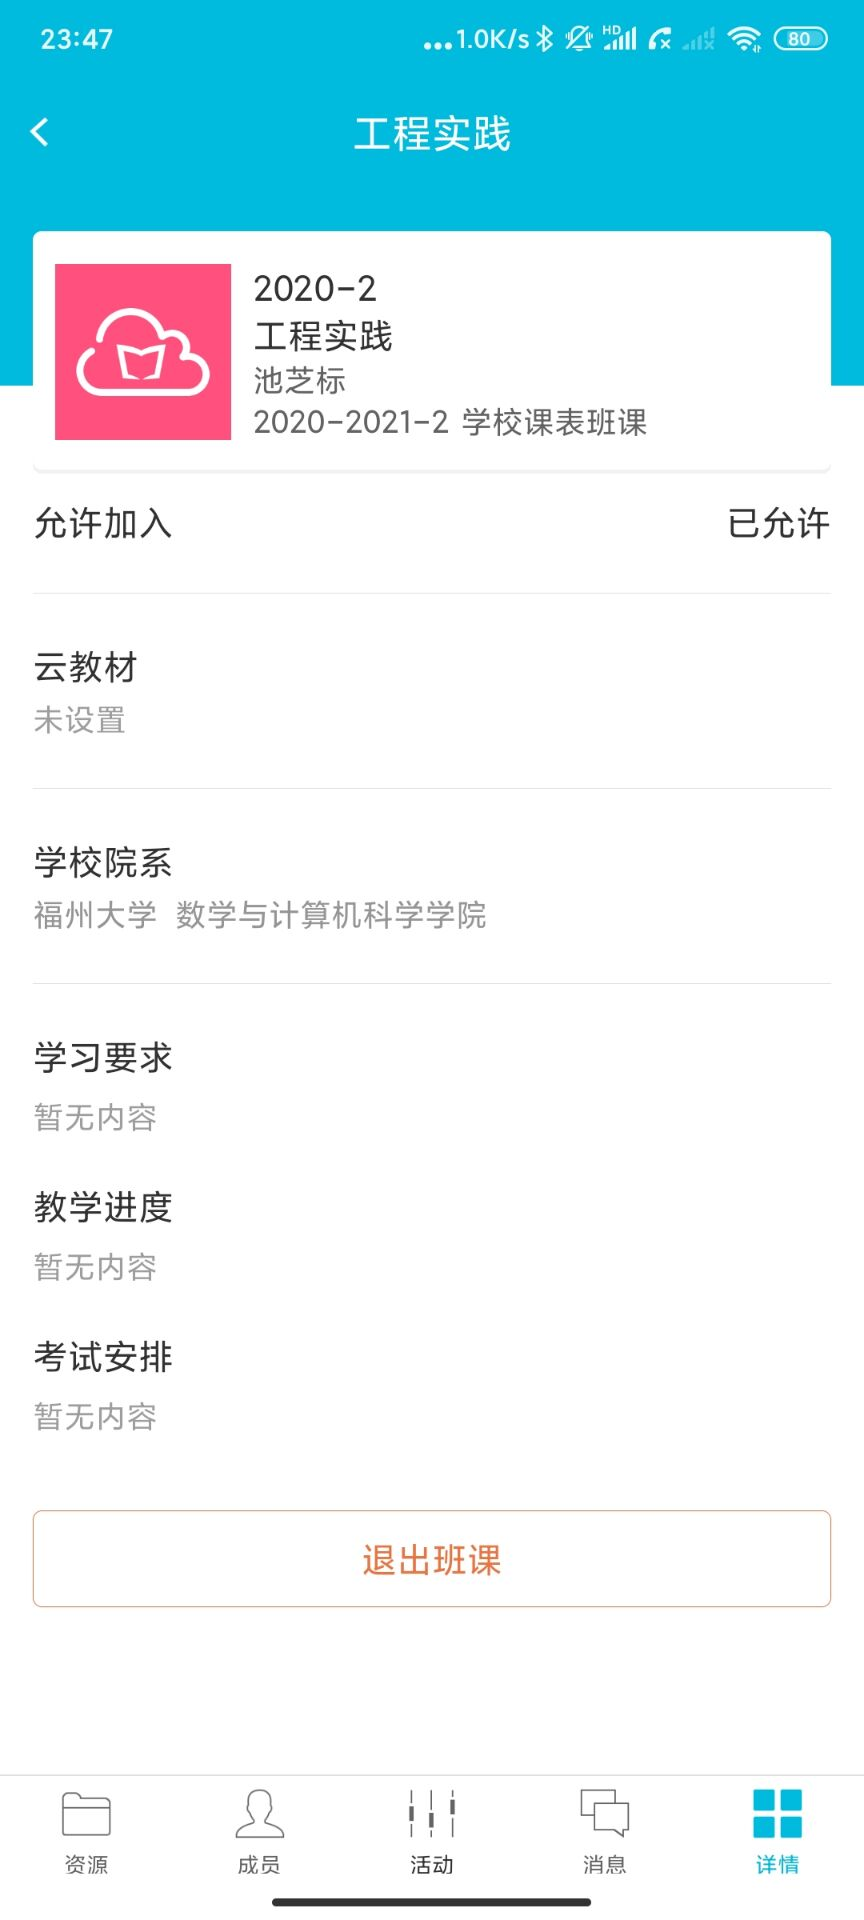 23:47
...1.0K/s HD 80
工程实践
2020-2
工程实践
池芝标
2020-2021-2 学校课表班课
允许加入 已允许
云教材
未设置
学校院系
福州大学 数学与计算机科学学院
学习要求
暂无内容
教学进度
暂无内容
考试安排
暂无内容
退出班课
资源 成员 活动 消息 详情